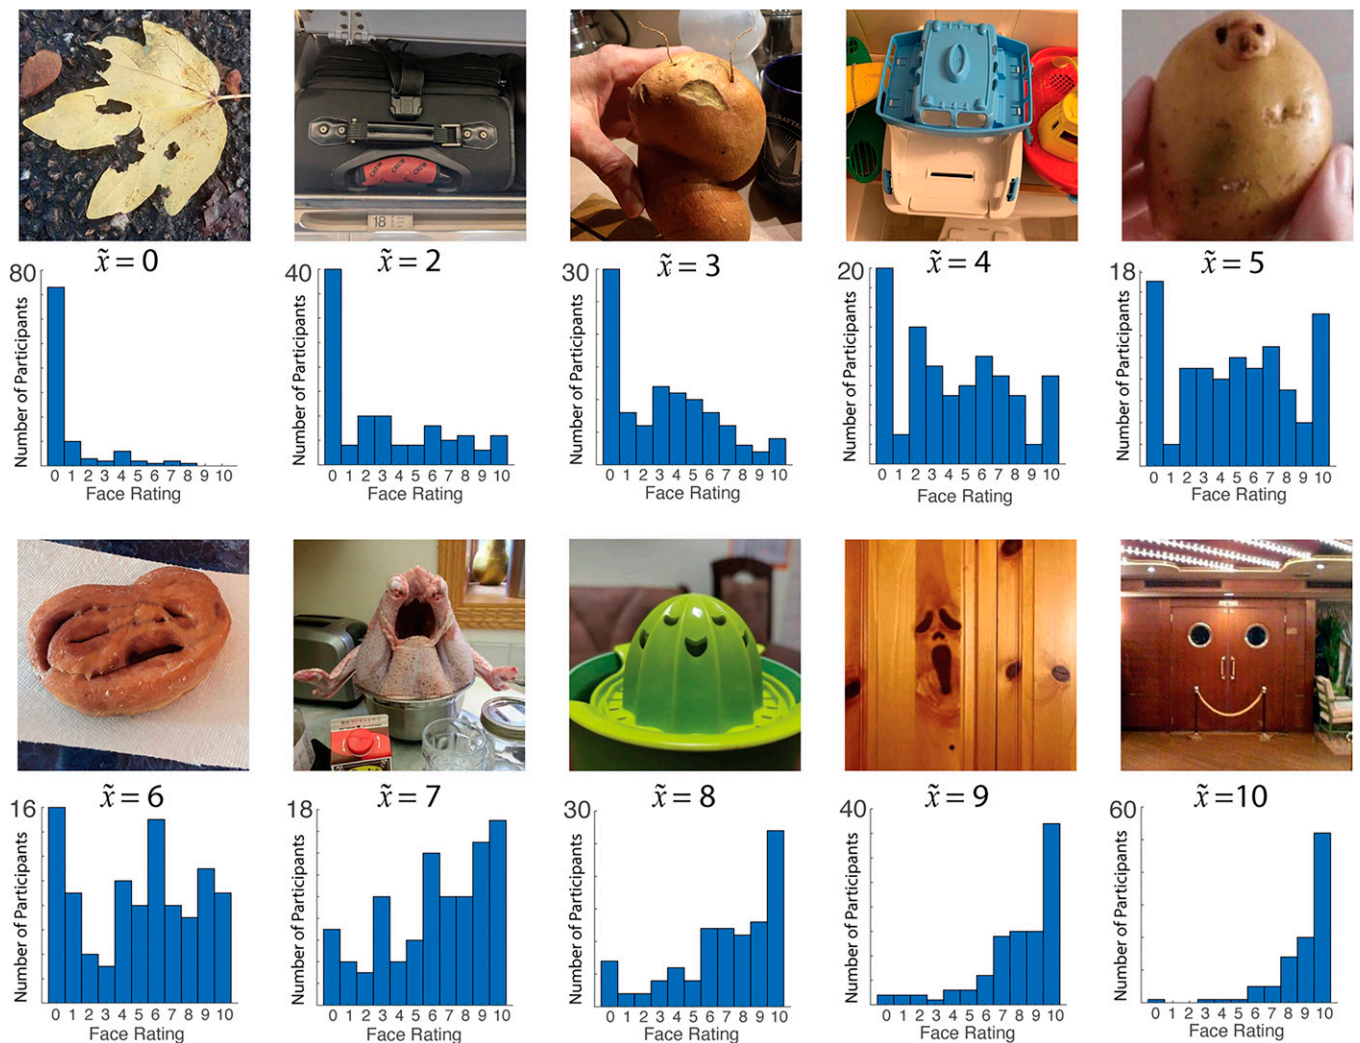 CREW
CREW
18
x̃ = 0
x̃ = 2
x̃ = 3
x̃ = 4
x̃ = 5
80
Number of Participants
0 1 2 3 4 5 6 7 8 9 10
Face Rating
40
Number of Participants
0 1 2 3 4 5 6 7 8 9 10
Face Rating
30
Number of Participants
0 1 2 3 4 5 6 7 8 9 10
Face Rating
20
Number of Participants
0 1 2 3 4 5 6 7 8 9 10
Face Rating
18
Number of Participants
0 1 2 3 4 5 6 7 8 9 10
Face Rating
x̃ = 6
x̃ = 7
x̃ = 8
x̃ = 9
x̃ =10
16
Number of Participants
0 1 2 3 4 5 6 7 8 9 10
Face Rating
18
Number of Participants
0 1 2 3 4 5 6 7 8 9 10
Face Rating
30
Number of Participants
0 1 2 3 4 5 6 7 8 9 10
Face Rating
40
Number of Participants
0 1 2 3 4 5 6 7 8 9 10
Face Rating
60
Number of Participants
0 1 2 3 4 5 6 7 8 9 10
Face Rating